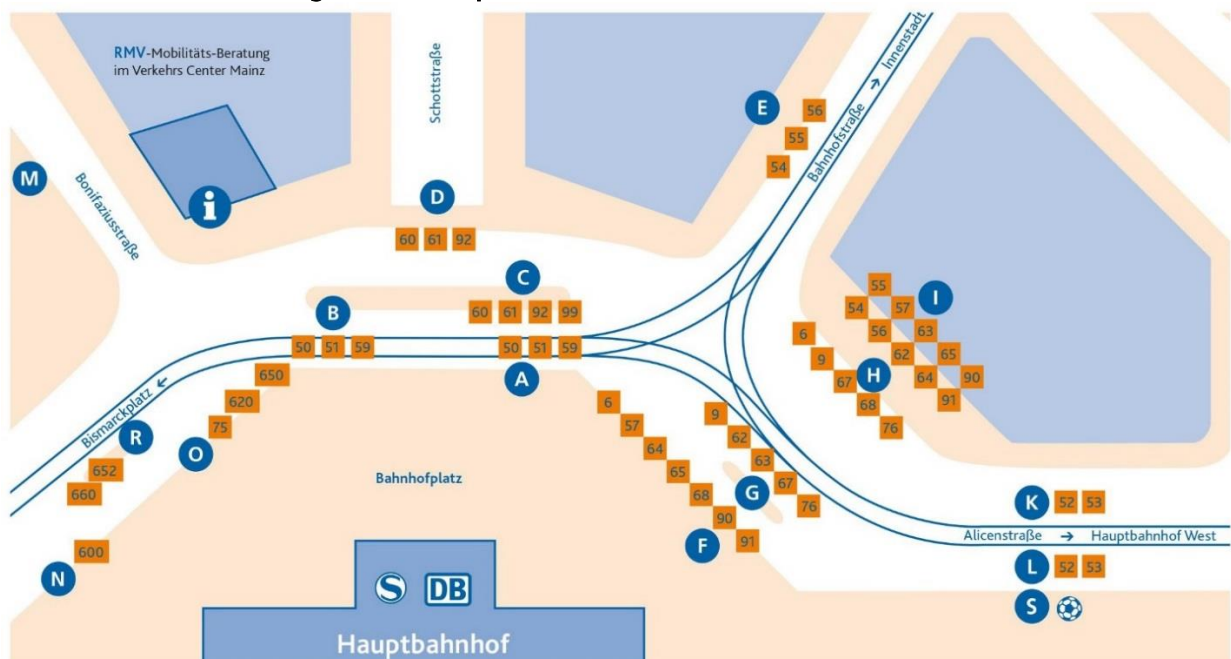 RMV-Mobilitäts-Beratung
im Verkehrs Center Mainz
Schottstraße
Bonifaziusstraße
Bahnhofstraße → Innenstadt
M
i
D
60 61 92
E
56
55
54
C
60 61 92 99
B
50 51 59
A
50 51 59
I
55
54 57
56 63
62 65
64 90
91
H
6
9
67
68
76
Bismarckplatz ←
R
652
660
O
650
620
75
N
600
Bahnhofplatz
F
6
57
64
65
68
90
91
G
9
62
63
67
76
K 52 53
Alicenstraße → Hauptbahnhof West
L 52 53
S
S DB
Hauptbahnhof